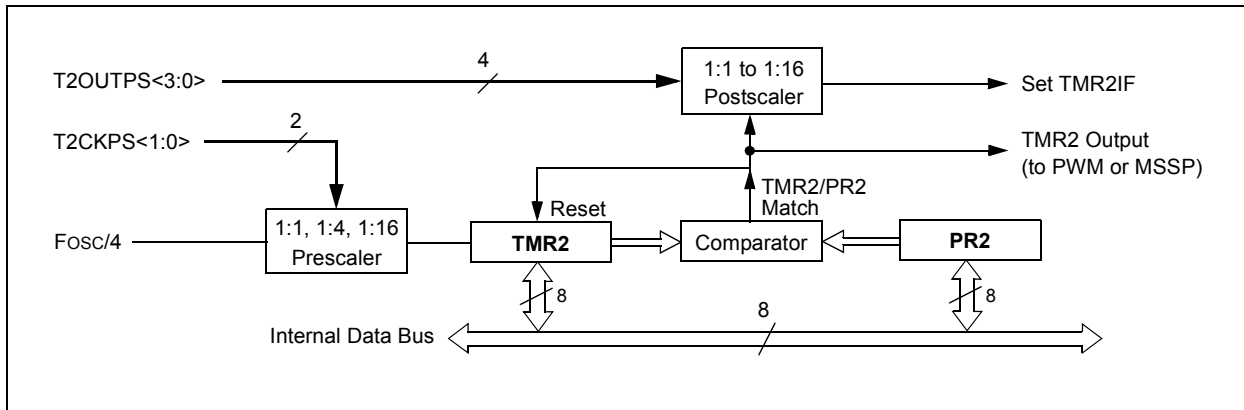 T2OUTPS<3:0>
4
1:1 to 1:16
Postscaler
Set TMR2IF
T2CKPS<1:0>
2
TMR2 Output
(to PWM or MSSP)
TMR2/PR2
Match
Reset
FOSC/4
1:1, 1:4, 1:16
Prescaler
TMR2
Comparator
PR2
8
8
8
Internal Data Bus